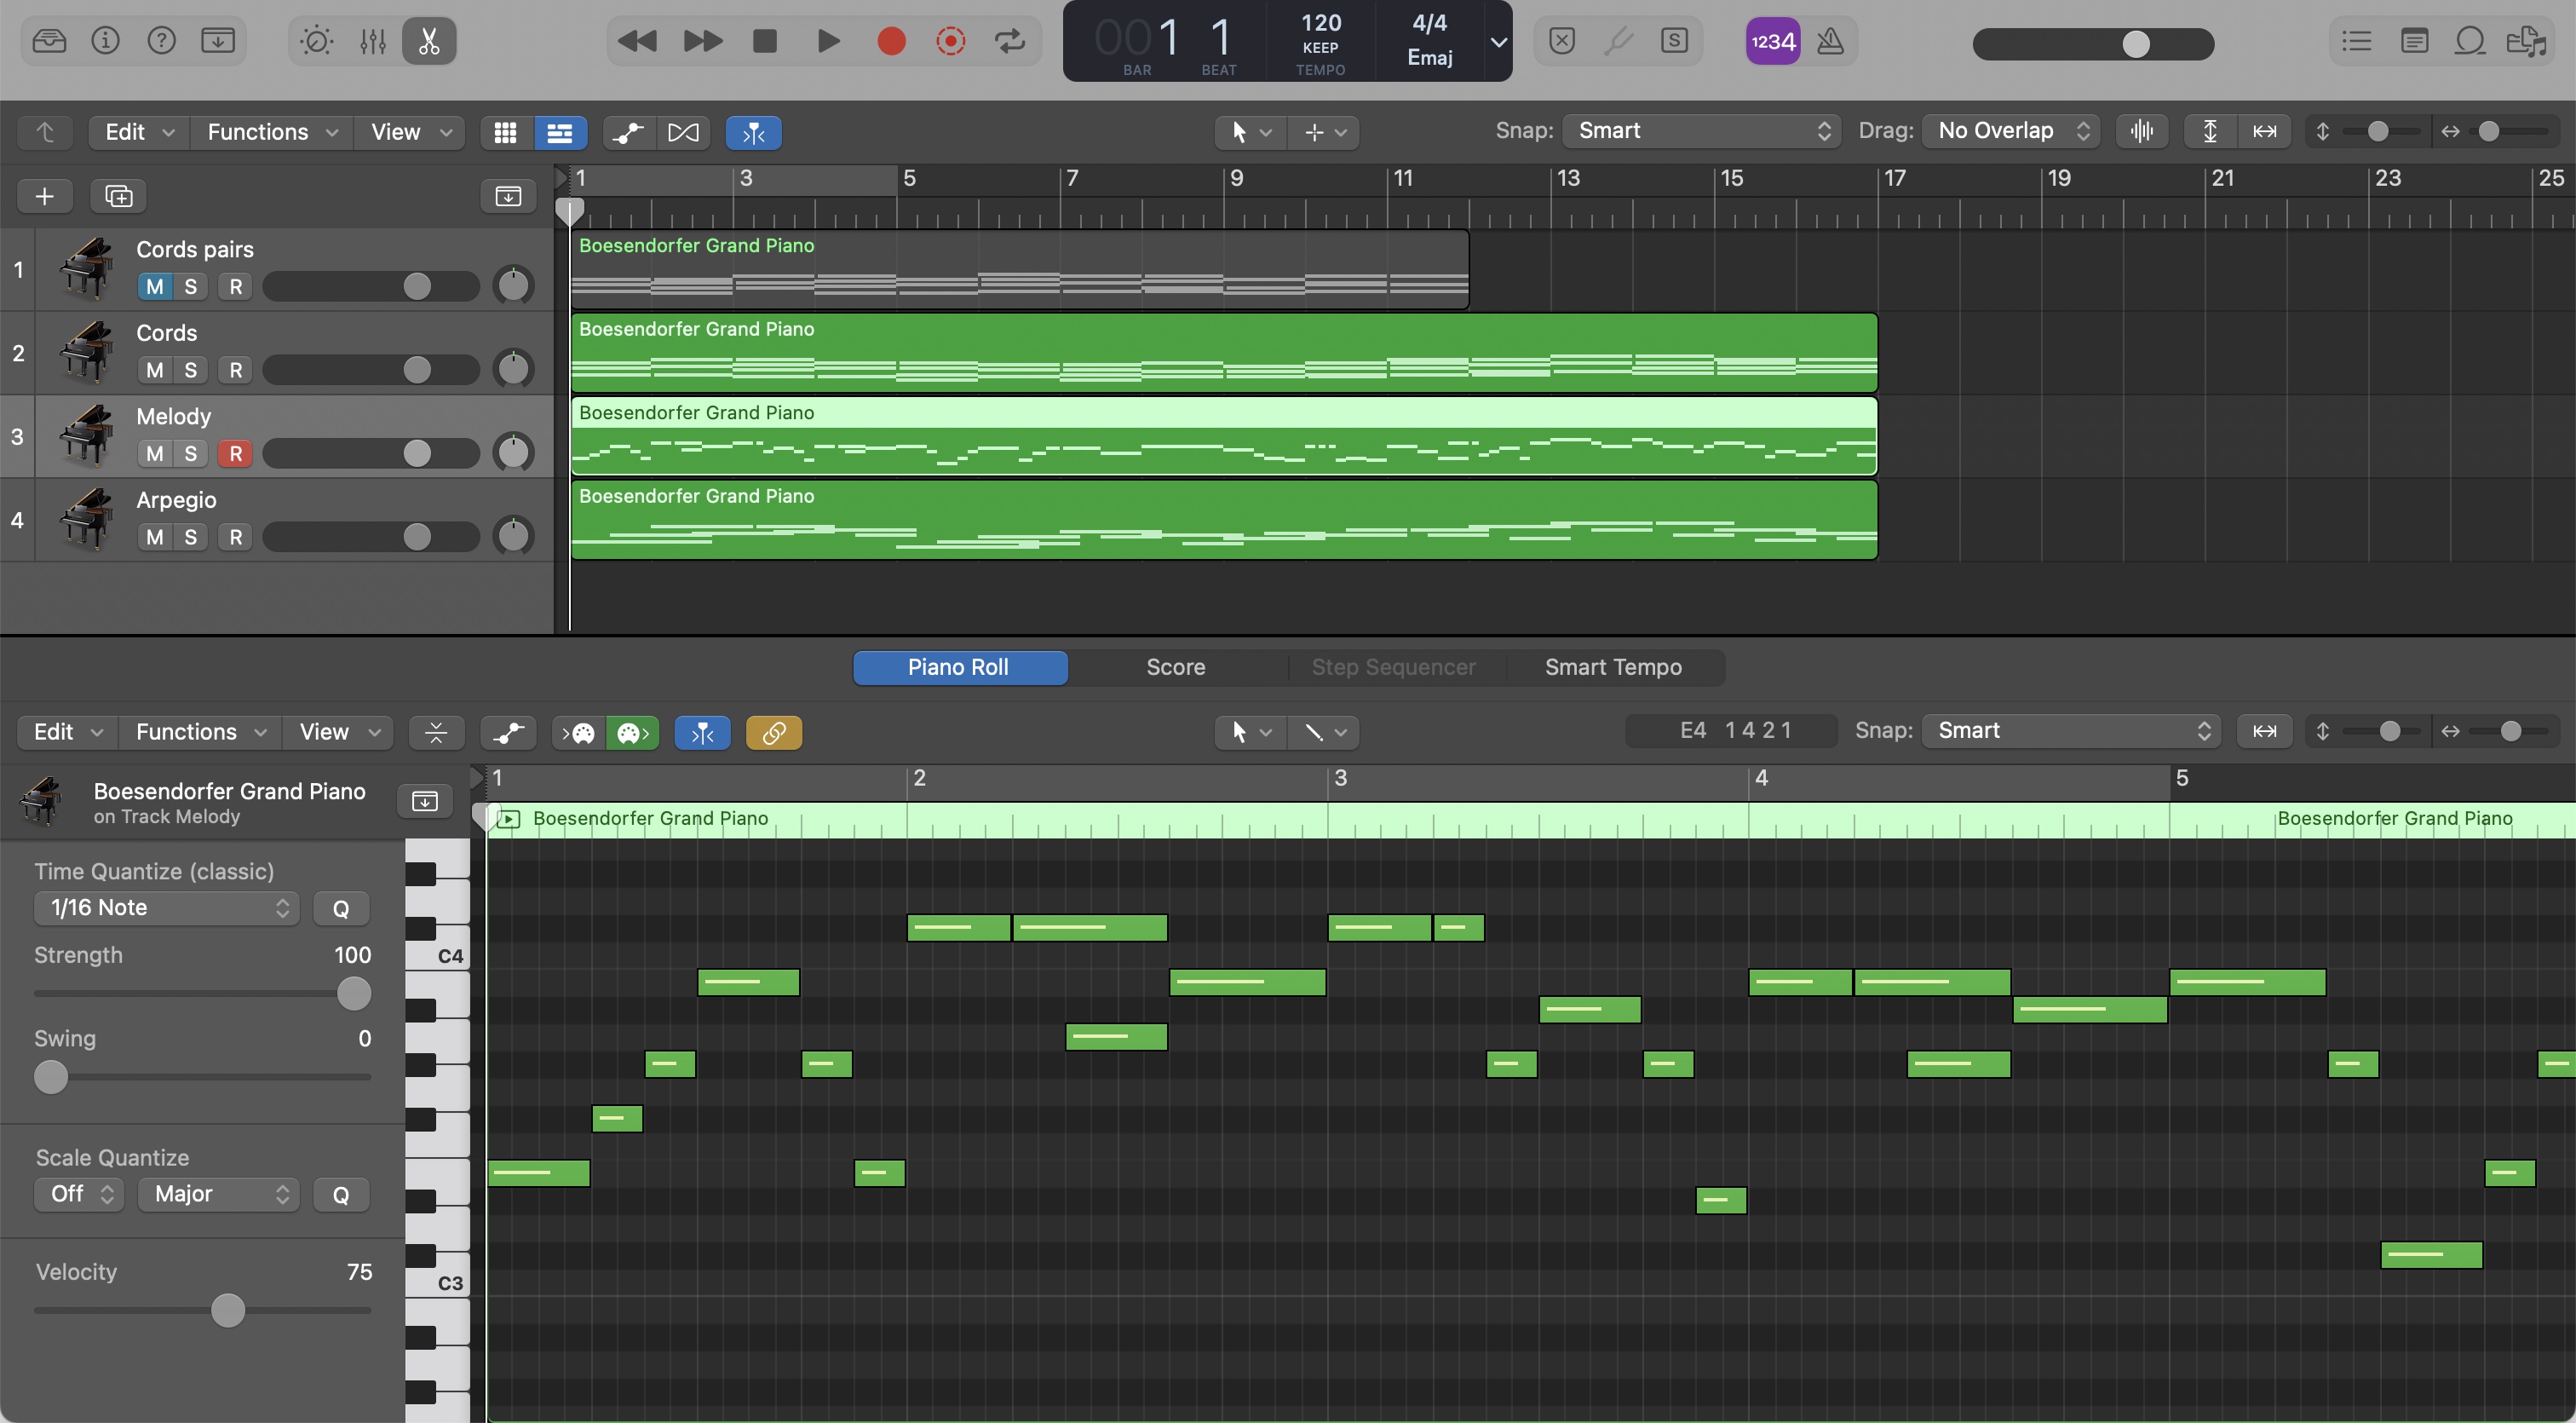 001 1 120 4/4
KEEP Emaj
BAR BEAT TEMPO
S
1234
Edit Functions View
Snap: Smart Drag: No Overlap
1 3 5 7 9 11 13 15 17 19 21 23 25
1 Cords pairs
M S R
Boesendorfer Grand Piano
2 Cords
M S R
Boesendorfer Grand Piano
3 Melody
M S R
Boesendorfer Grand Piano
4 Arpegio
M S R
Boesendorfer Grand Piano
Piano Roll Score Step Sequencer Smart Tempo
Edit Functions View
E4 1 4 2 1 Snap: Smart
1 2 3 4 5
Boesendorfer Grand Piano
on Track Melody
Boesendorfer Grand Piano Boesendorfer Grand Piano
Time Quantize (classic)
1/16 Note Q
Strength 100
Swing 0
Scale Quantize
Off Major Q
Velocity 75
C4
C3